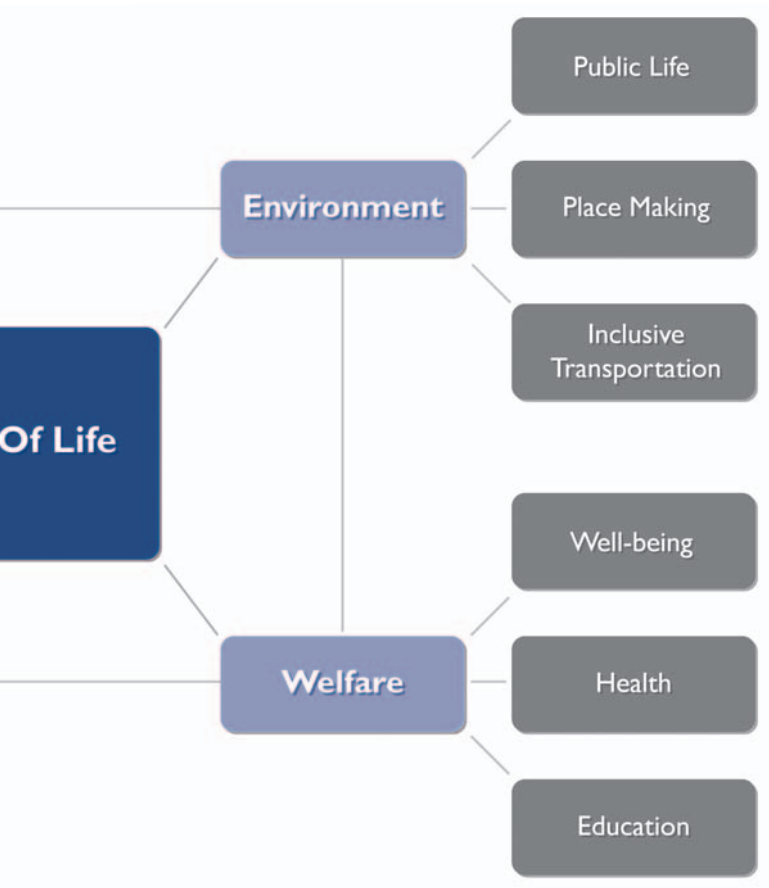 Public Life
Environment
Place Making
Inclusive
Transportation
Of Life
Well-being
Welfare
Health
Education